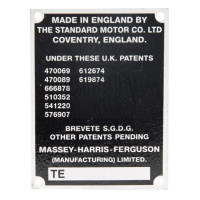 MADE IN ENGLAND BY
THE STANDARD MOTOR CO. LTD
COVENTRY, ENGLAND.
UNDER THESE U.K. PATENTS
470069 612674
470089 619874
666878
510352
541220
576907
BREVETE S.G.D.G.
OTHER PATENTS PENDING
MASSEY-HARRIS-FERGUSON
(MANUFACTURING) LIMITED.
TE